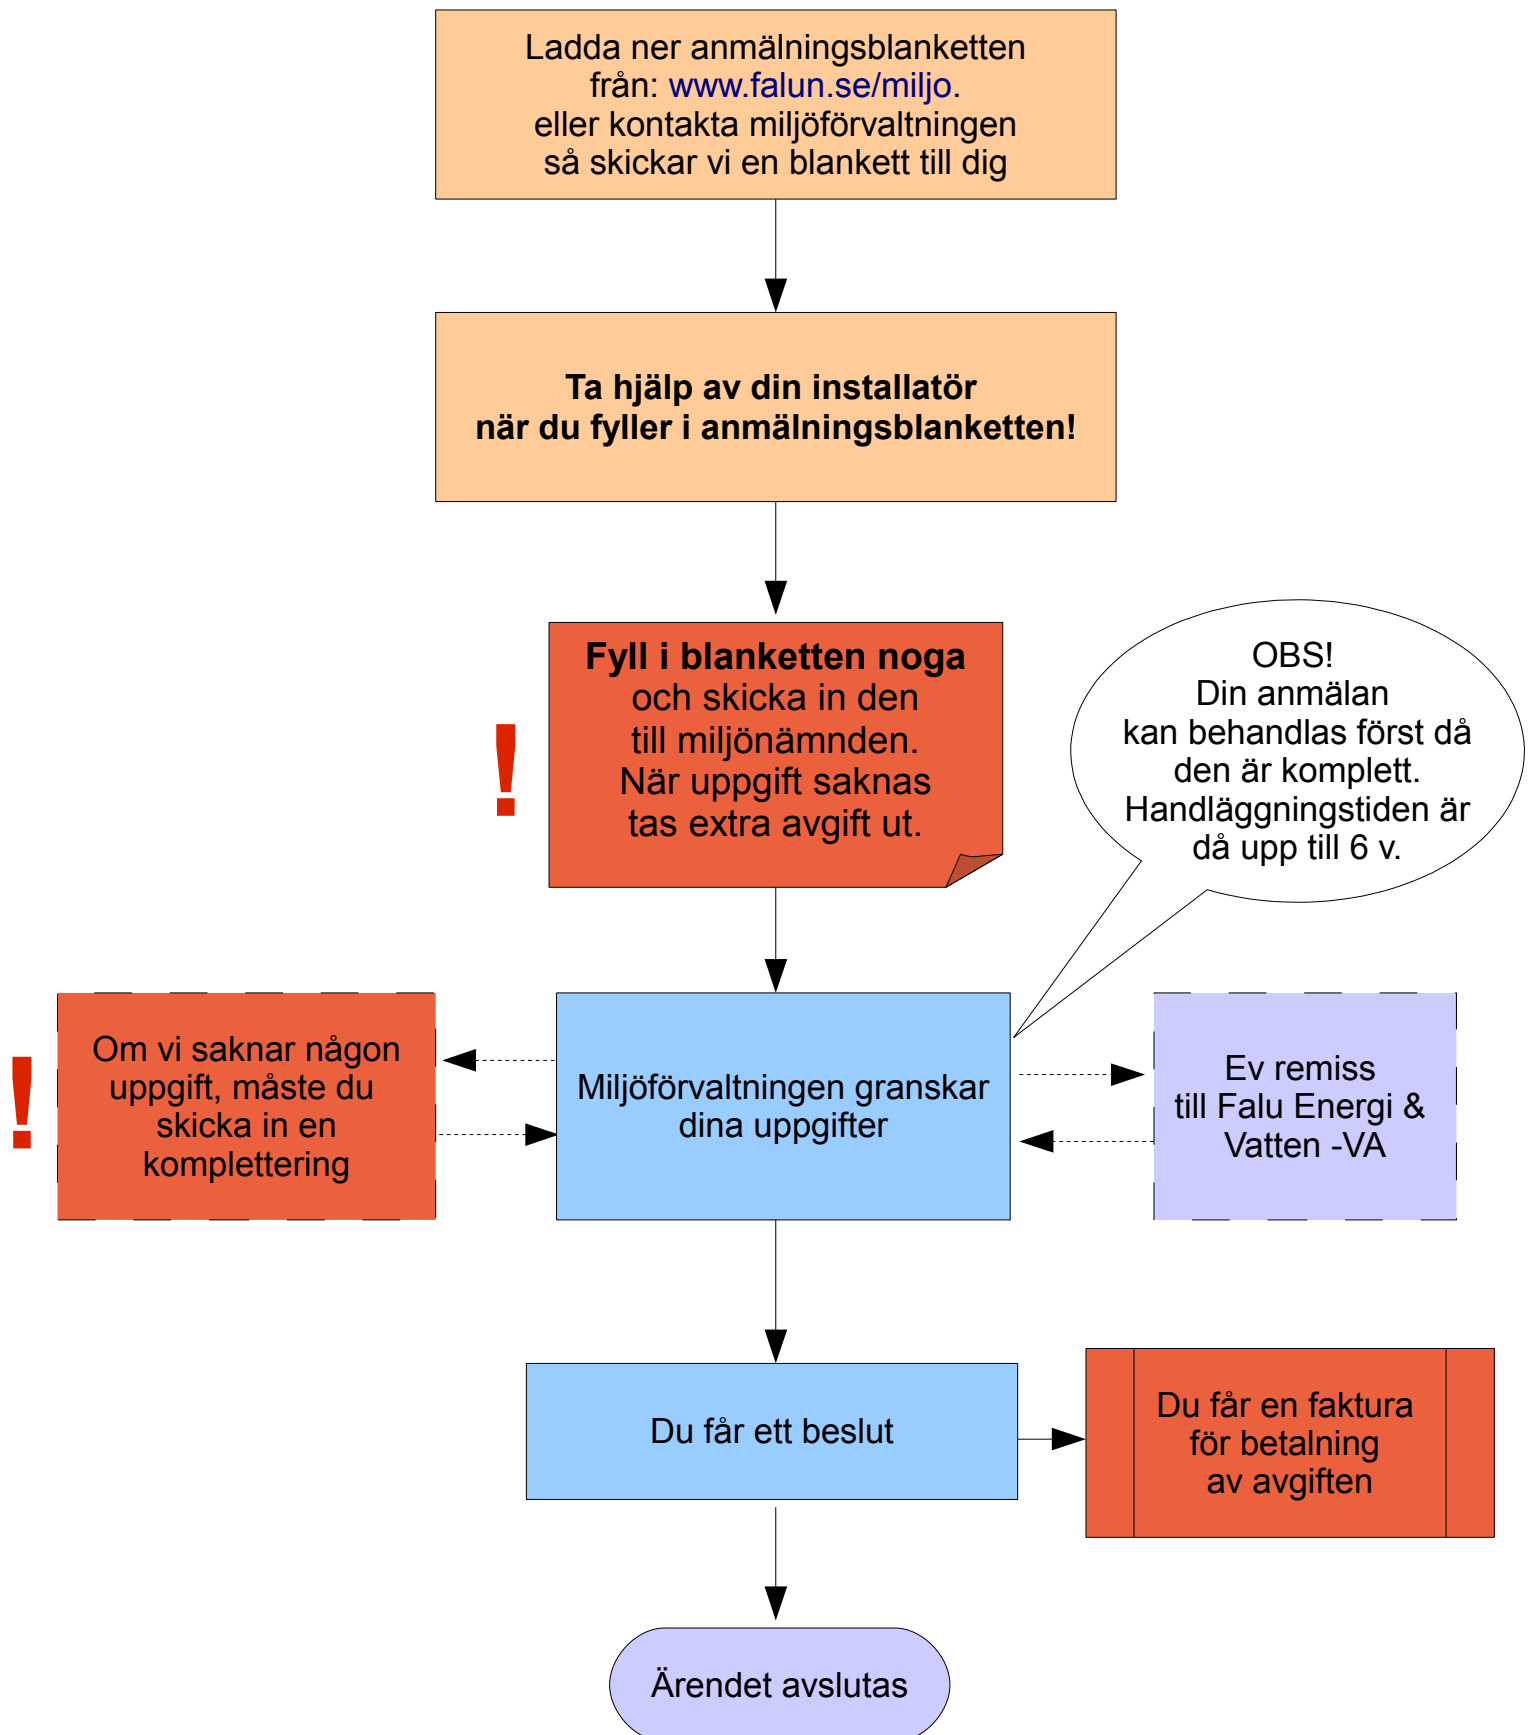 Ladda ner anmälningsblanketten
från: www.falun.se/miljo.
eller kontakta miljöförvaltningen
så skickar vi en blankett till dig
Ta hjälp av din installatör
när du fyller i anmälningsblanketten!
!
Fyll i blanketten noga
och skicka in den
till miljönämnden.
När uppgift saknas
tas extra avgift ut.
OBS!
Din anmälan
kan behandlas först då
den är komplett.
Handläggningstiden är
då upp till 6 v.
!
Om vi saknar någon
uppgift, måste du
skicka in en
komplettering
Miljöförvaltningen granskar
dina uppgifter
Ev remiss
till Falu Energi &
Vatten -VA
Du får ett beslut
Du får en faktura
för betalning
av avgiften
Ärendet avslutas